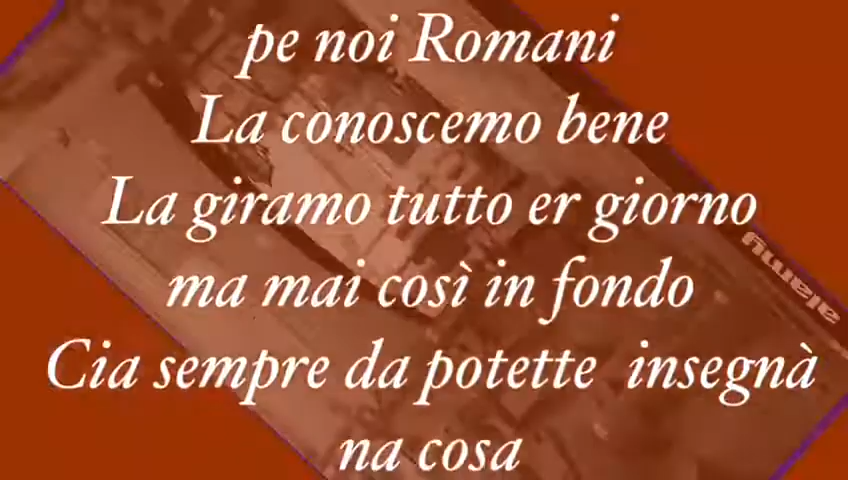 pe noi Romani
La conoscemo bene
La giramo tutto er giorno
ma mai così in fondo
Cia sempre da potette insegnà
na cosa
alamy